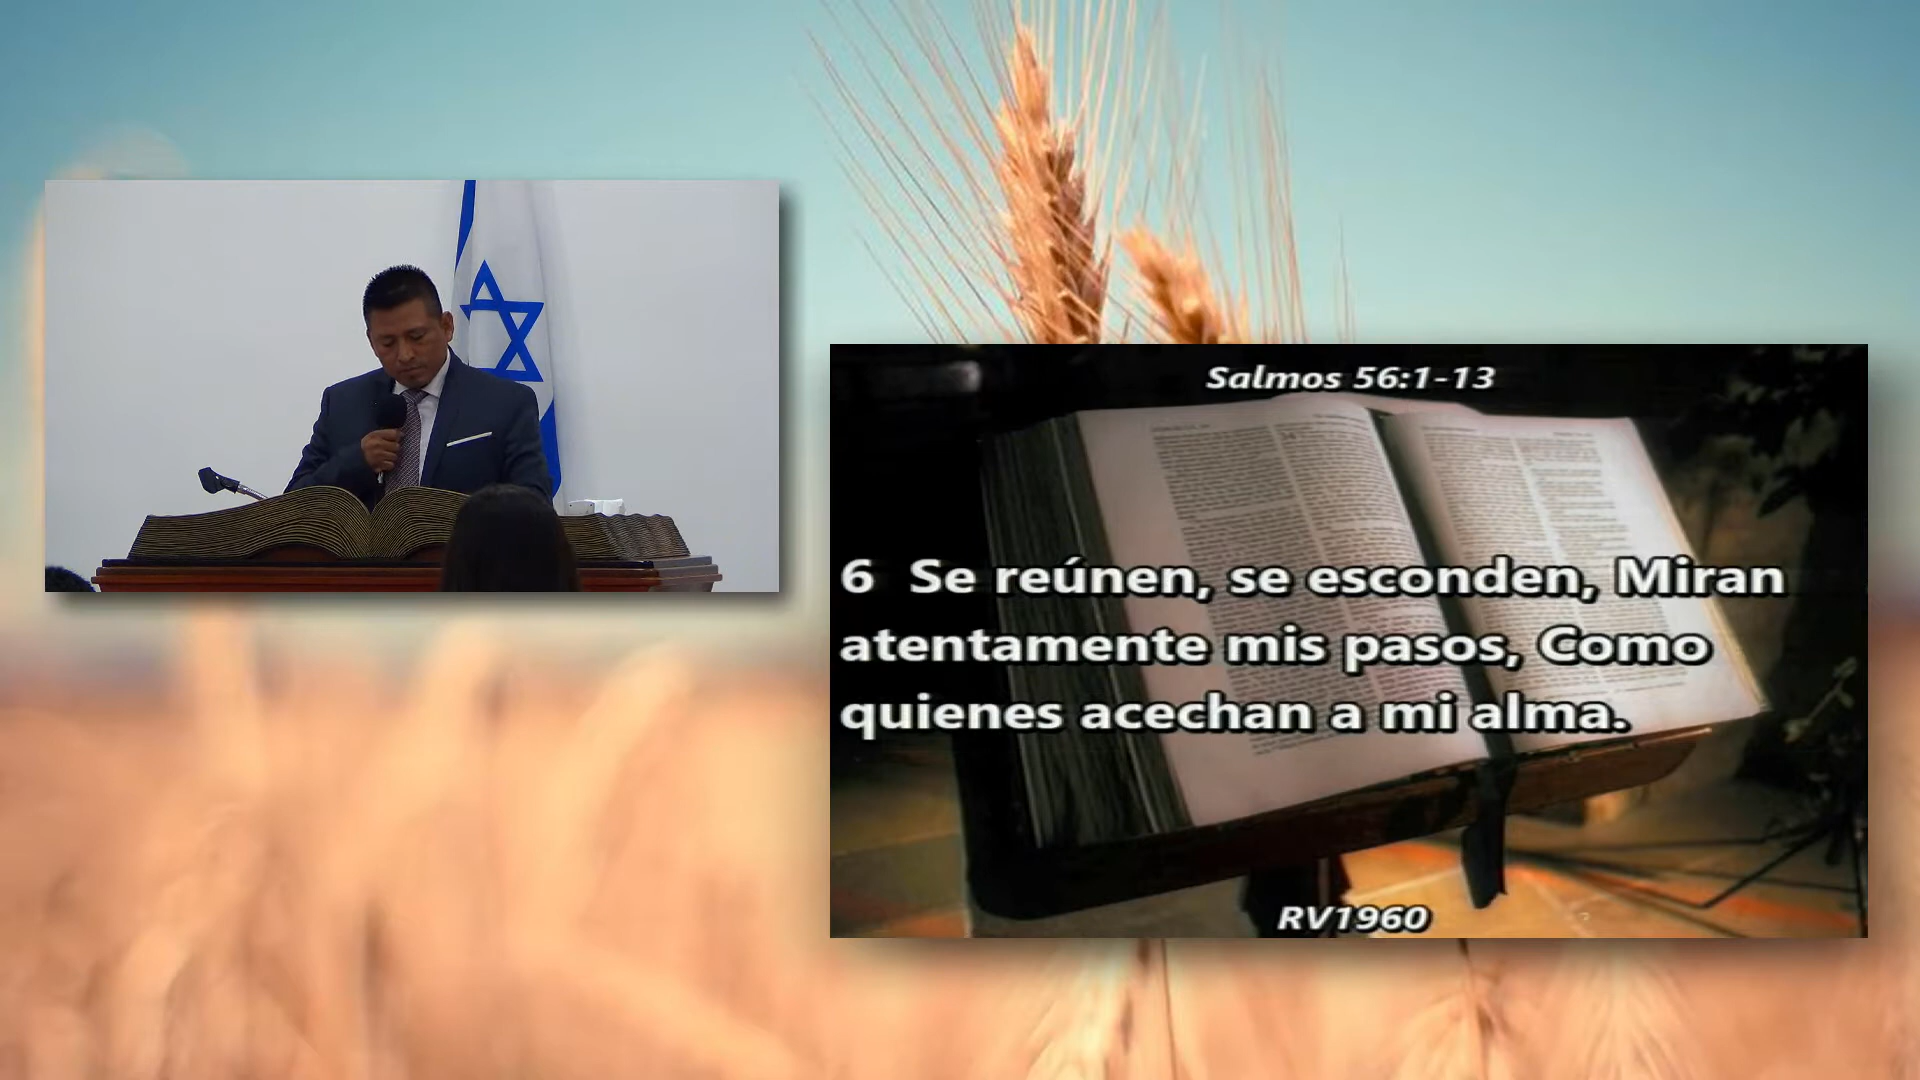 Salmos 56:1-13
6 Se reúnen, se esconden, Miran
atentamente mis pasos, Como
quienes acechan a mi alma.
RV1960